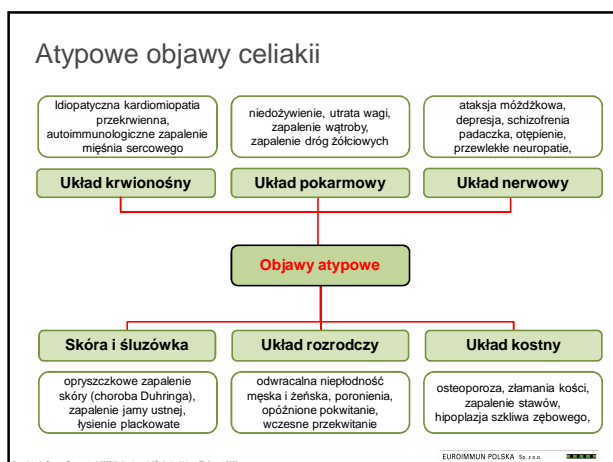 Atypowe objawy celiakii
Idiopatyczna kardiomiopatia
przekrwienna,
autoimmunologiczne zapalenie
mięśnia sercowego
niedożywienie, utrata wagi,
zapalenie wątroby,
zapalenie dróg żółciowych
ataksja móżdżkowa,
depresja, schizofrenia
padaczka, otępienie,
przewlekłe neuropatie,
Układ krwionośny
Układ pokarmowy
Układ nerwowy
Objawy atypowe
Skóra i śluzówka
Układ rozrodczy
Układ kostny
opryszczkowe zapalenie
skóry (choroba Duhringa),
zapalenie jamy ustnej,
łysienie plackowate
odwracalna niepłodność
męska i żeńska, poronienia,
opóźnione pokwitanie,
wczesne przekwitanie
osteoporoza, złamania kości,
zapalenie stawów,
hipoplazja szkliwa zębowego,
EUROIMMUN POLSKA Sp. z o.o.